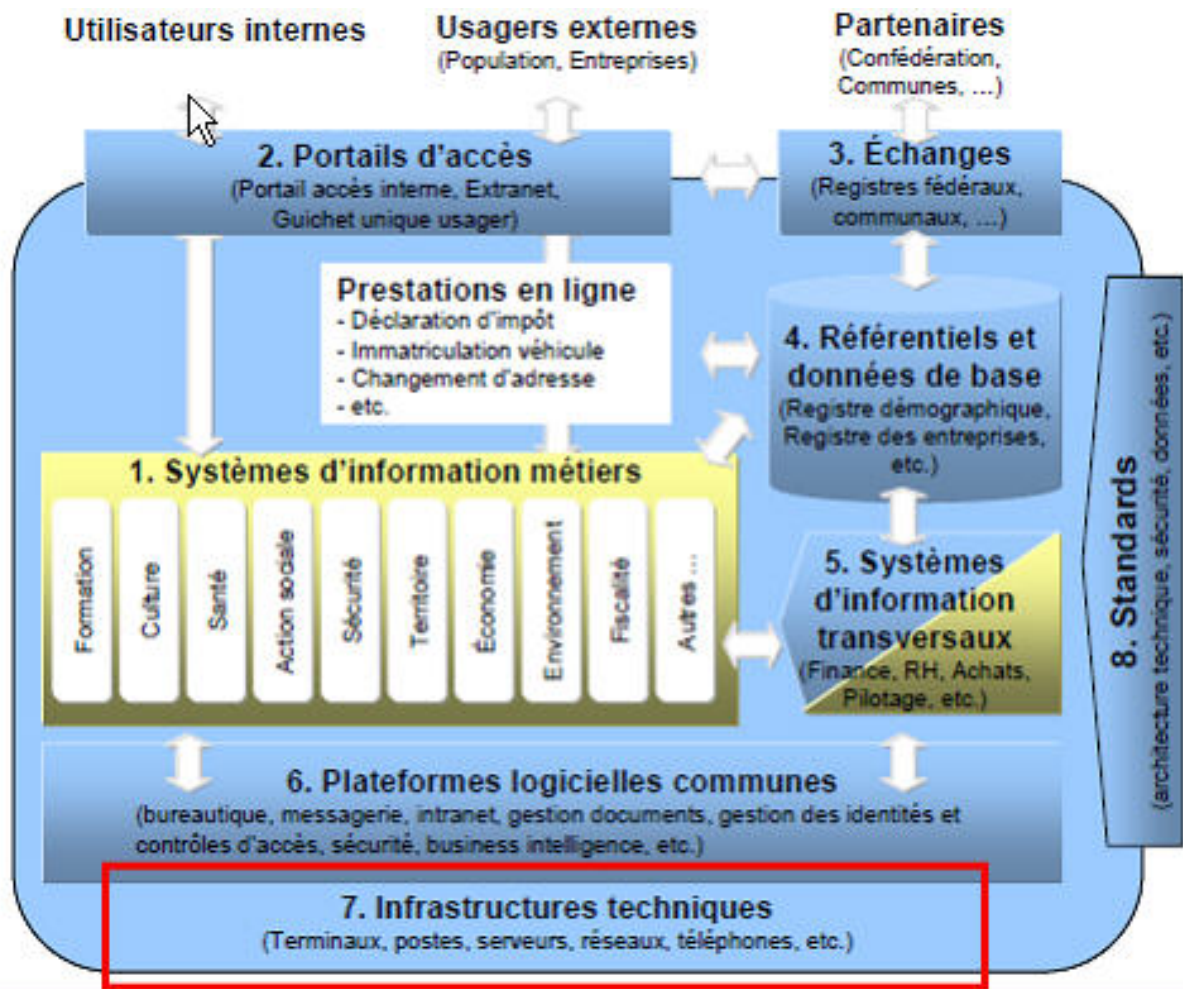 Utilisateurs internes
Usagers externes
(Population, Entreprises)
Partenaires
(Confédération,
Communes, ...)
2. Portails d'accès
(Portail accès interne, Extranet,
Guichet unique usager)
3. Échanges
(Registres fédéraux,
communaux, ...)
Prestations en ligne
- Déclaration d'impôt
- Immatriculation véhicule
- Changement d'adresse
- etc.
4. Référentiels et
données de base
(Registre démographique,
Registre des entreprises,
etc.)
1. Systèmes d'information métiers
Formation
Culture
Santé
Action sociale
Sécurité
Territoire
Économie
Environnement
Fiscalité
Autres ...
5. Systèmes
d'information
transversaux
(Finance, RH, Achats,
Pilotage, etc.)
8. Standards
(architecture technique, sécurité, données, etc.)
6. Plateformes logicielles communes
(bureautique, messagerie, intranet, gestion documents, gestion des identités et
contrôles d'accès, sécurité, business intelligence, etc.)
7. Infrastructures techniques
(Terminaux, postes, serveurs, réseaux, téléphones, etc.)